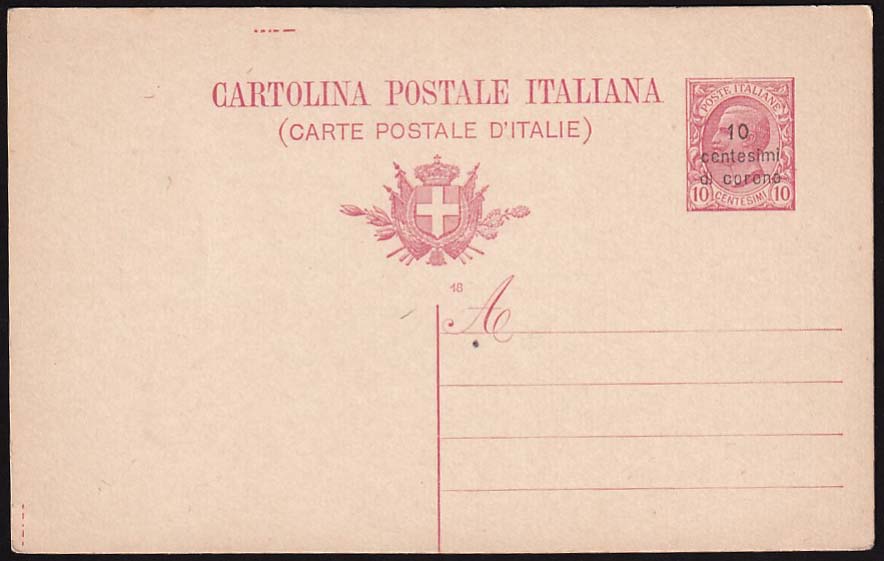 CARTOLINA POSTALE ITALIANA
(CARTE POSTALE D'ITALIE)
POSTE ITALIANE
10
centesimi
di corona
10 CENTESIMI 10
18
A